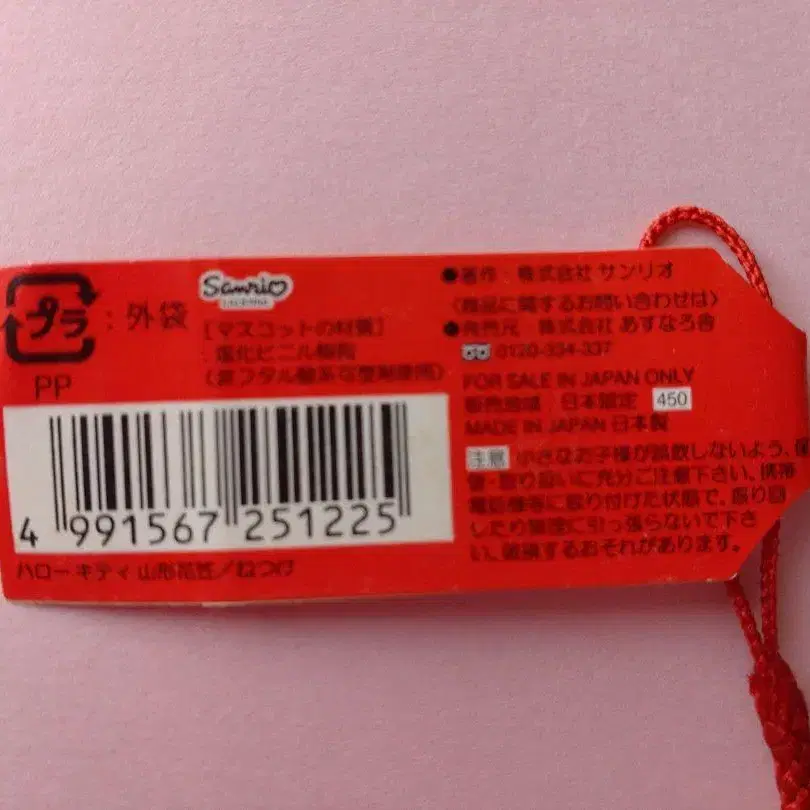 プラ : 外袋
PP
Sanrio
LICENSE
[マスコットの材質]
塩化ビニル樹脂
(非フタル酸系可塑剤使用)
4 991567 251225
ハローキティ 山形花笠/ねつけ
●著作:株式会社 サンリオ
〈商品に関するお問い合わせは〉
●発売元:株式会社 あすなろ舎
0120-334-337
FOR SALE IN JAPAN ONLY
販売地域:日本限定 450
MADE IN JAPAN 日本製
注意 小さなお子様が誤飲しないよう、保
管・取り扱いに充分ご注意下さい。携帯
電話機等に取り付けた状態で、振り回
したり無理に引っ張らないで下さ
い。破損するおそれがあります。